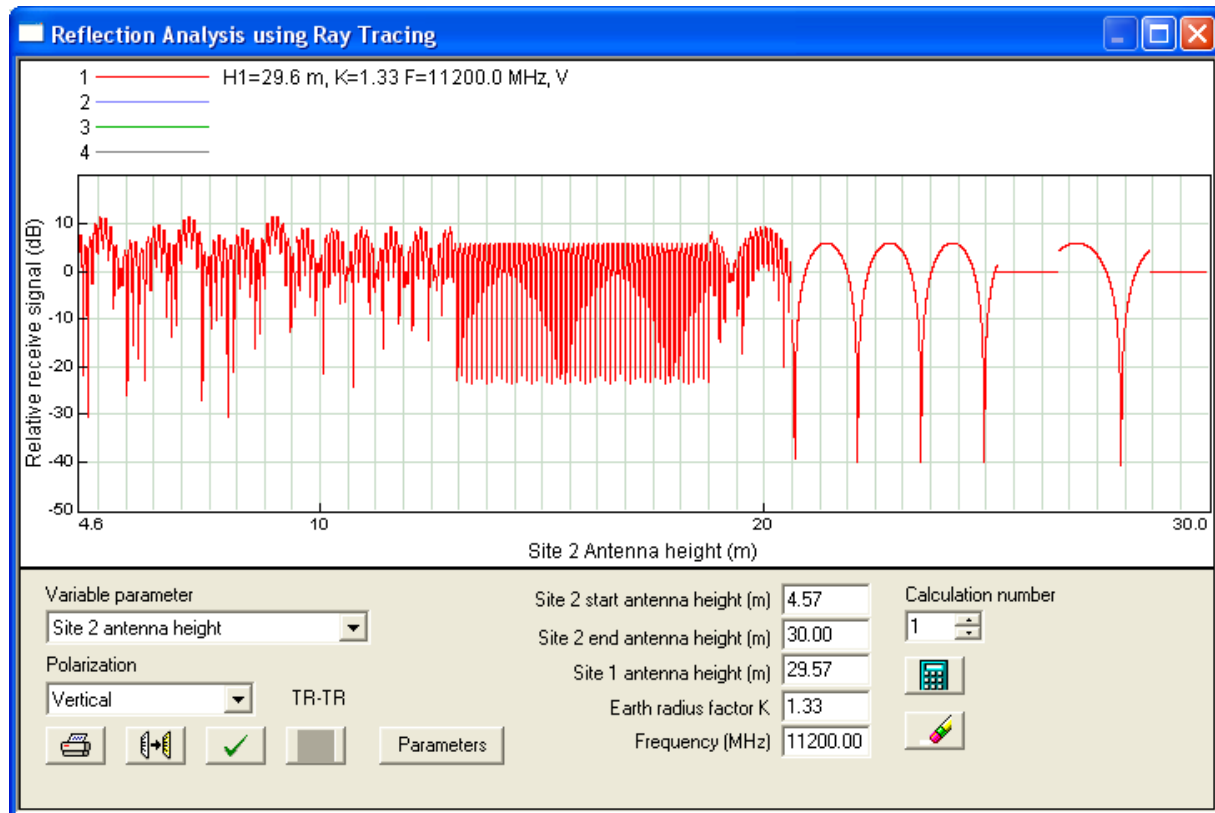 Reflection Analysis using Ray Tracing
1 H1=29.6 m, K=1.33 F=11200.0 MHz, V
2
3
4
Relative receive signal (dB)
10
0
-10
-20
-30
-40
-50
4.6 10 20 30.0
Site 2 Antenna height (m)
Variable parameter
Site 2 antenna height
Polarization
Vertical TR-TR
Parameters
Site 2 start antenna height (m) 4.57
Site 2 end antenna height (m) 30.00
Site 1 antenna height (m) 29.57
Earth radius factor K 1.33
Frequency (MHz) 11200.00
Calculation number
1